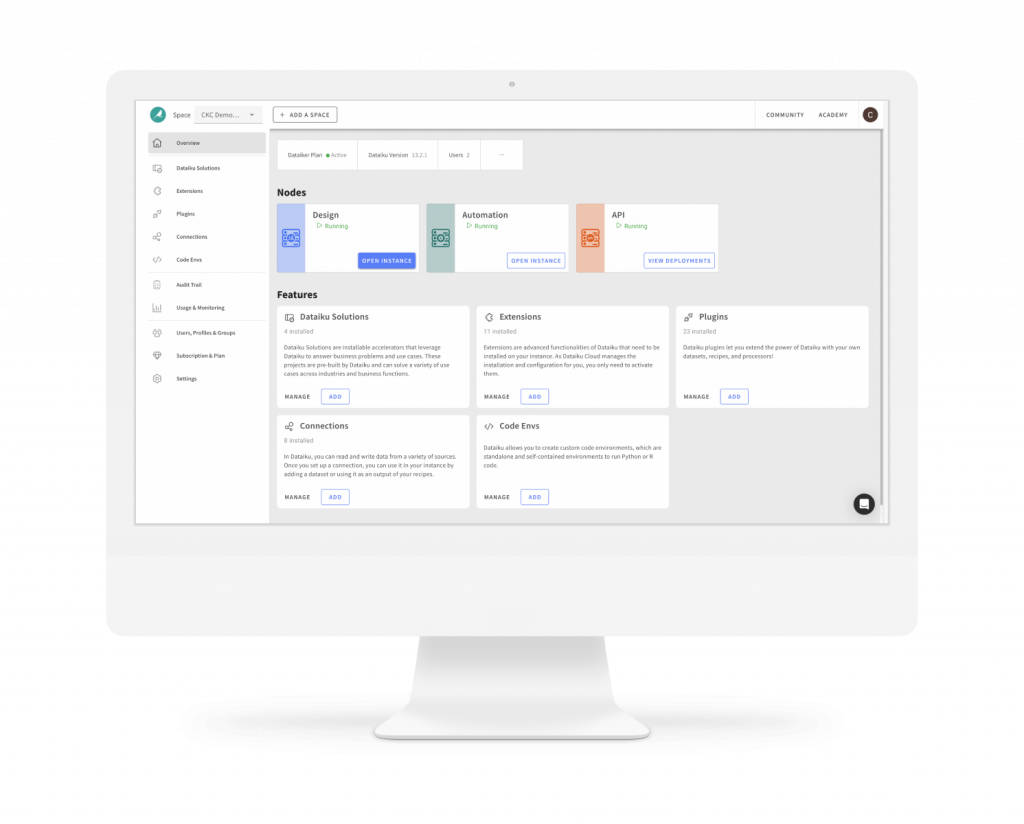 Space CKC Demo... + ADD A SPACE COMMUNITY ACADEMY C
Overview
Dataiku Solutions
Extensions
Plugins
Connections
Code Envs
Audit Trail
Usage & Monitoring
Users, Profiles & Groups
Subscription & Plan
Settings
Dataiker Plan Active Dataiku Version 13.2.1 Users 2 ...
Nodes
Design
Running
OPEN INSTANCE
Automation
Running
OPEN INSTANCE
API
Running
VIEW DEPLOYMENTS
Features
Dataiku Solutions
4 installed
Dataiku Solutions are installable accelerators that leverage
Dataiku to answer business problems and use cases. These
projects are pre-built by Dataiku and can solve a variety of use
cases across industries and business functions.
MANAGE ADD
Extensions
11 installed
Extensions are advanced functionalities of Dataiku that need to be
installed on your instance. As Dataiku Cloud manages the
installation and configuration for you, you only need to activate
them.
MANAGE ADD
Plugins
23 installed
Dataiku plugins let you extend the power of Dataiku with your own
datasets, recipes, and processors!
MANAGE ADD
Connections
8 installed
In Dataiku, you can read and write data from a variety of sources.
Once you set up a connection, you can use it in your instance by
adding a dataset or using it as an output of your recipes.
MANAGE ADD
Code Envs
Dataiku allows you to create custom code environments, which are
standalone and self-contained environments to run Python or R
code.
MANAGE ADD